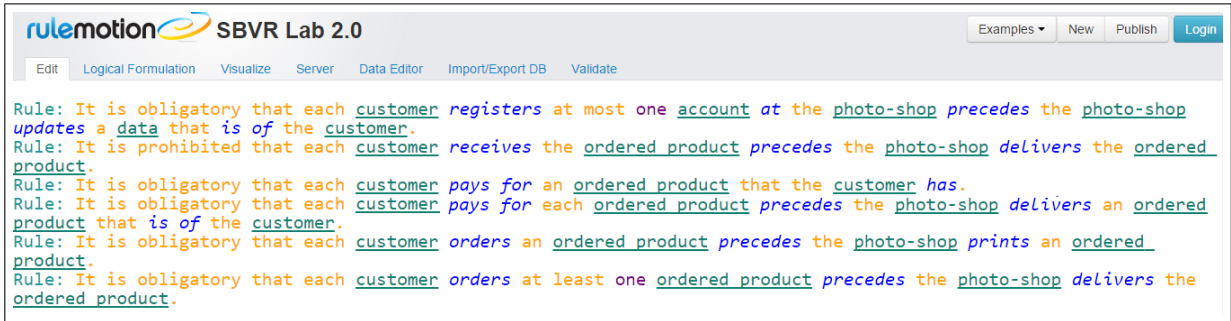 rulemotion SBVR Lab 2.0
Examples New Publish Login
Edit Logical Formulation Visualize Server Data Editor Import/Export DB Validate
Rule: It is obligatory that each customer registers at most one account at the photo-shop precedes the photo-shop
updates a data that is of the customer.
Rule: It is prohibited that each customer receives the ordered product precedes the photo-shop delivers the ordered
product.
Rule: It is obligatory that each customer pays for an ordered product that the customer has.
Rule: It is obligatory that each customer pays for each ordered product precedes the photo-shop delivers an ordered
product that is of the customer.
Rule: It is obligatory that each customer orders an ordered product precedes the photo-shop prints an ordered
product.
Rule: It is obligatory that each customer orders at least one ordered product precedes the photo-shop delivers the
ordered product.